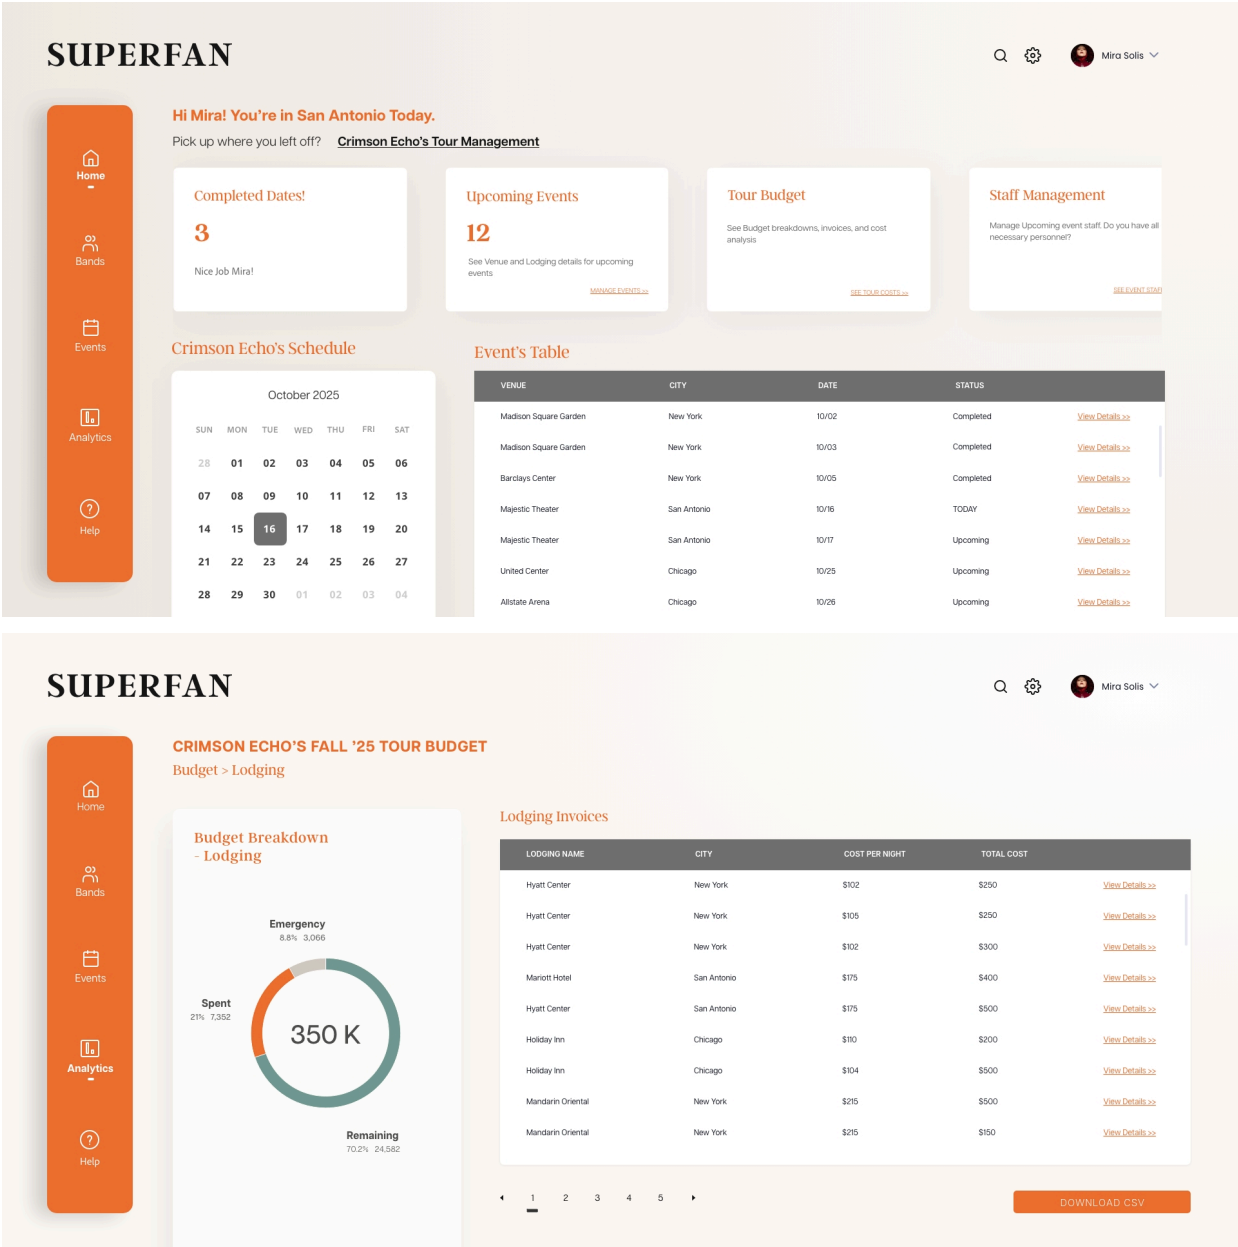 SUPERFAN
Mira Solis
Home
Bands
Events
Analytics
Help
Hi Mira! You're in San Antonio Today.
Pick up where you left off? Crimson Echo's Tour Management
Completed Dates!
3
Nice Job Mira!
Upcoming Events
12
See Venue and Lodging details for upcoming
events
MANAGE EVENTS >>
Tour Budget
See Budget breakdowns, invoices, and cost
analysis
SEE TOUR COSTS >>
Staff Management
Manage Upcoming event staff. Do you have all
necessary personnel?
SEE EVENT STAFF
Crimson Echo's Schedule
October 2025
SUN MON TUE WED THU FRI SAT
28 01 02 03 04 05 06
07 08 09 10 11 12 13
14 15 16 17 18 19 20
21 22 23 24 25 26 27
28 29 30 01 02 03 04
Event's Table
VENUE CITY DATE STATUS
Madison Square Garden New York 10/02 Completed View Details >>
Madison Square Garden New York 10/03 Completed View Details >>
Barclays Center New York 10/05 Completed View Details >>
Majestic Theater San Antonio 10/16 TODAY View Details >>
Majestic Theater San Antonio 10/17 Upcoming View Details >>
United Center Chicago 10/25 Upcoming View Details >>
Allstate Arena Chicago 10/26 Upcoming View Details >>
SUPERFAN
Mira Solis
Home
Bands
Events
Analytics
Help
CRIMSON ECHO'S FALL '25 TOUR BUDGET
Budget > Lodging
Budget Breakdown
- Lodging
Emergency
8.8% 3,066
Spent
21% 7,352
350 K
Remaining
70.2% 24,582
Lodging Invoices
LODGING NAME CITY COST PER NIGHT TOTAL COST
Hyatt Center New York $102 $250 View Details >>
Hyatt Center New York $105 $250 View Details >>
Hyatt Center New York $102 $300 View Details >>
Mariott Hotel San Antonio $175 $400 View Details >>
Hyatt Center San Antonio $175 $500 View Details >>
Holiday Inn Chicago $110 $200 View Details >>
Holiday Inn Chicago $104 $500 View Details >>
Mandarin Oriental New York $215 $500 View Details >>
Mandarin Oriental New York $215 $150 View Details >>
1 2 3 4 5
DOWNLOAD CSV